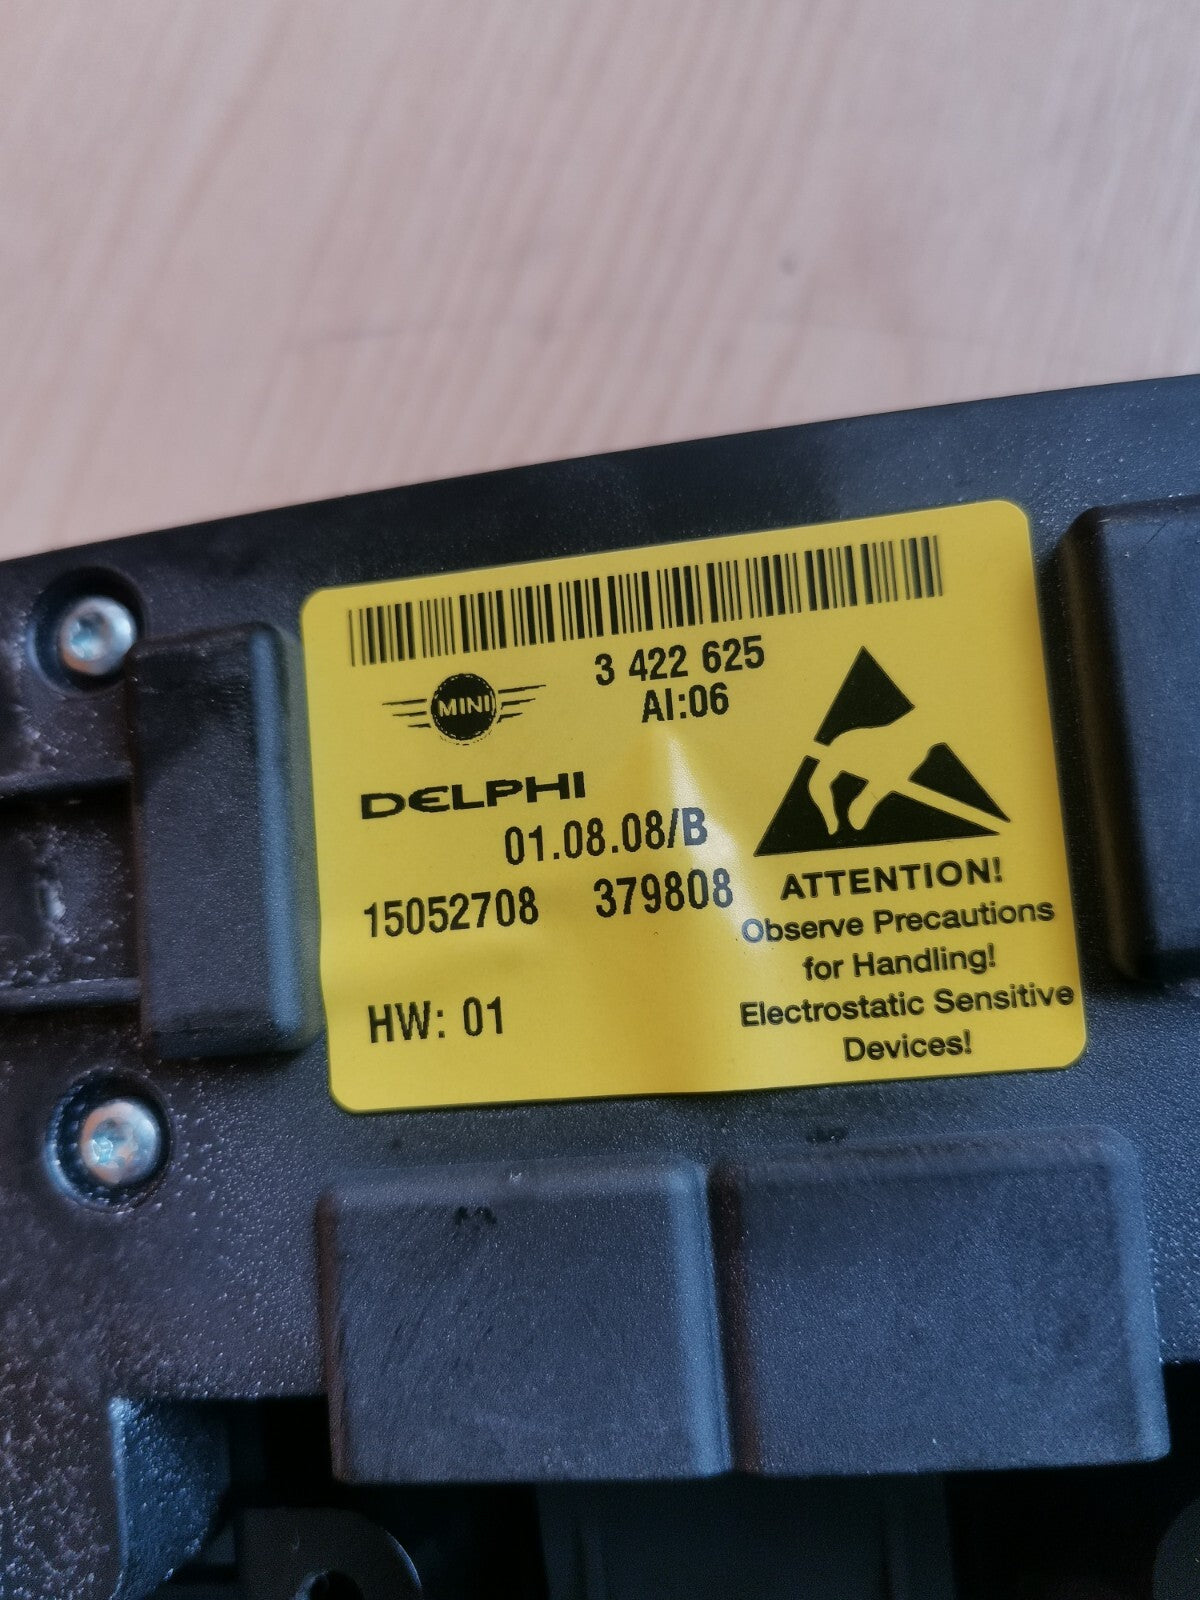 3 422 625
AI:06
MINI
DELPHI
01.08.08/B
15052708 379808
HW: 01
ATTENTION!
Observe Precautions
for Handling!
Electrostatic Sensitive
Devices!